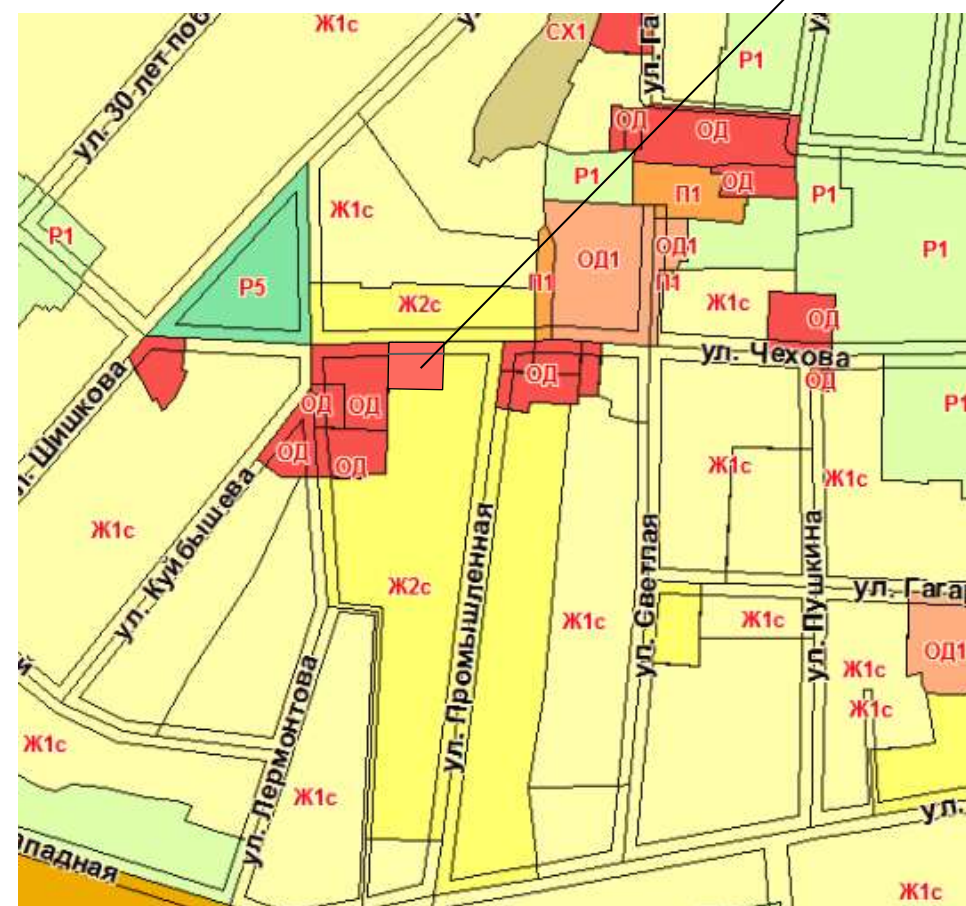 Ж1с
СХ1
ул. Га
ул. 30 лет поб
Р1
ОД
ОД
Р1
П1
ОД
Р1
Ж1с
Р1
ОД1
ОД1
Р1
Р5
П1
П1
Ж2с
Ж1с
ОД
ул. Чехова
ОД
ОД
Р1
ОД
ОД
ОД
ОД
л. Шишкова
Ж1с
Ж1с
Ж1с
ул. Куйбышева
ул. Промышленная
ул. Светлая
ул. Пушкина
Ж2с
ул. Гагар
Ж1с
Ж1с
ОД1
Ж1с
Ж1с
й
Ж1с
ул. Лермонтова
Ж1с
ул.
ападная
Ж1с